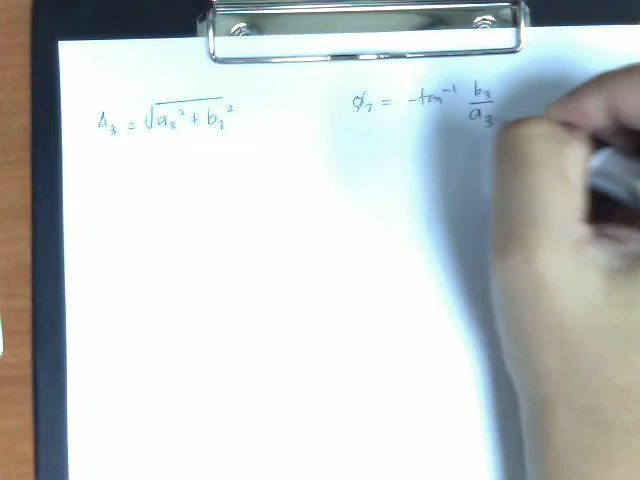 A₃ = √(a₃² + b₃²)
φ₃ = -tan⁻¹ b₃/a₃